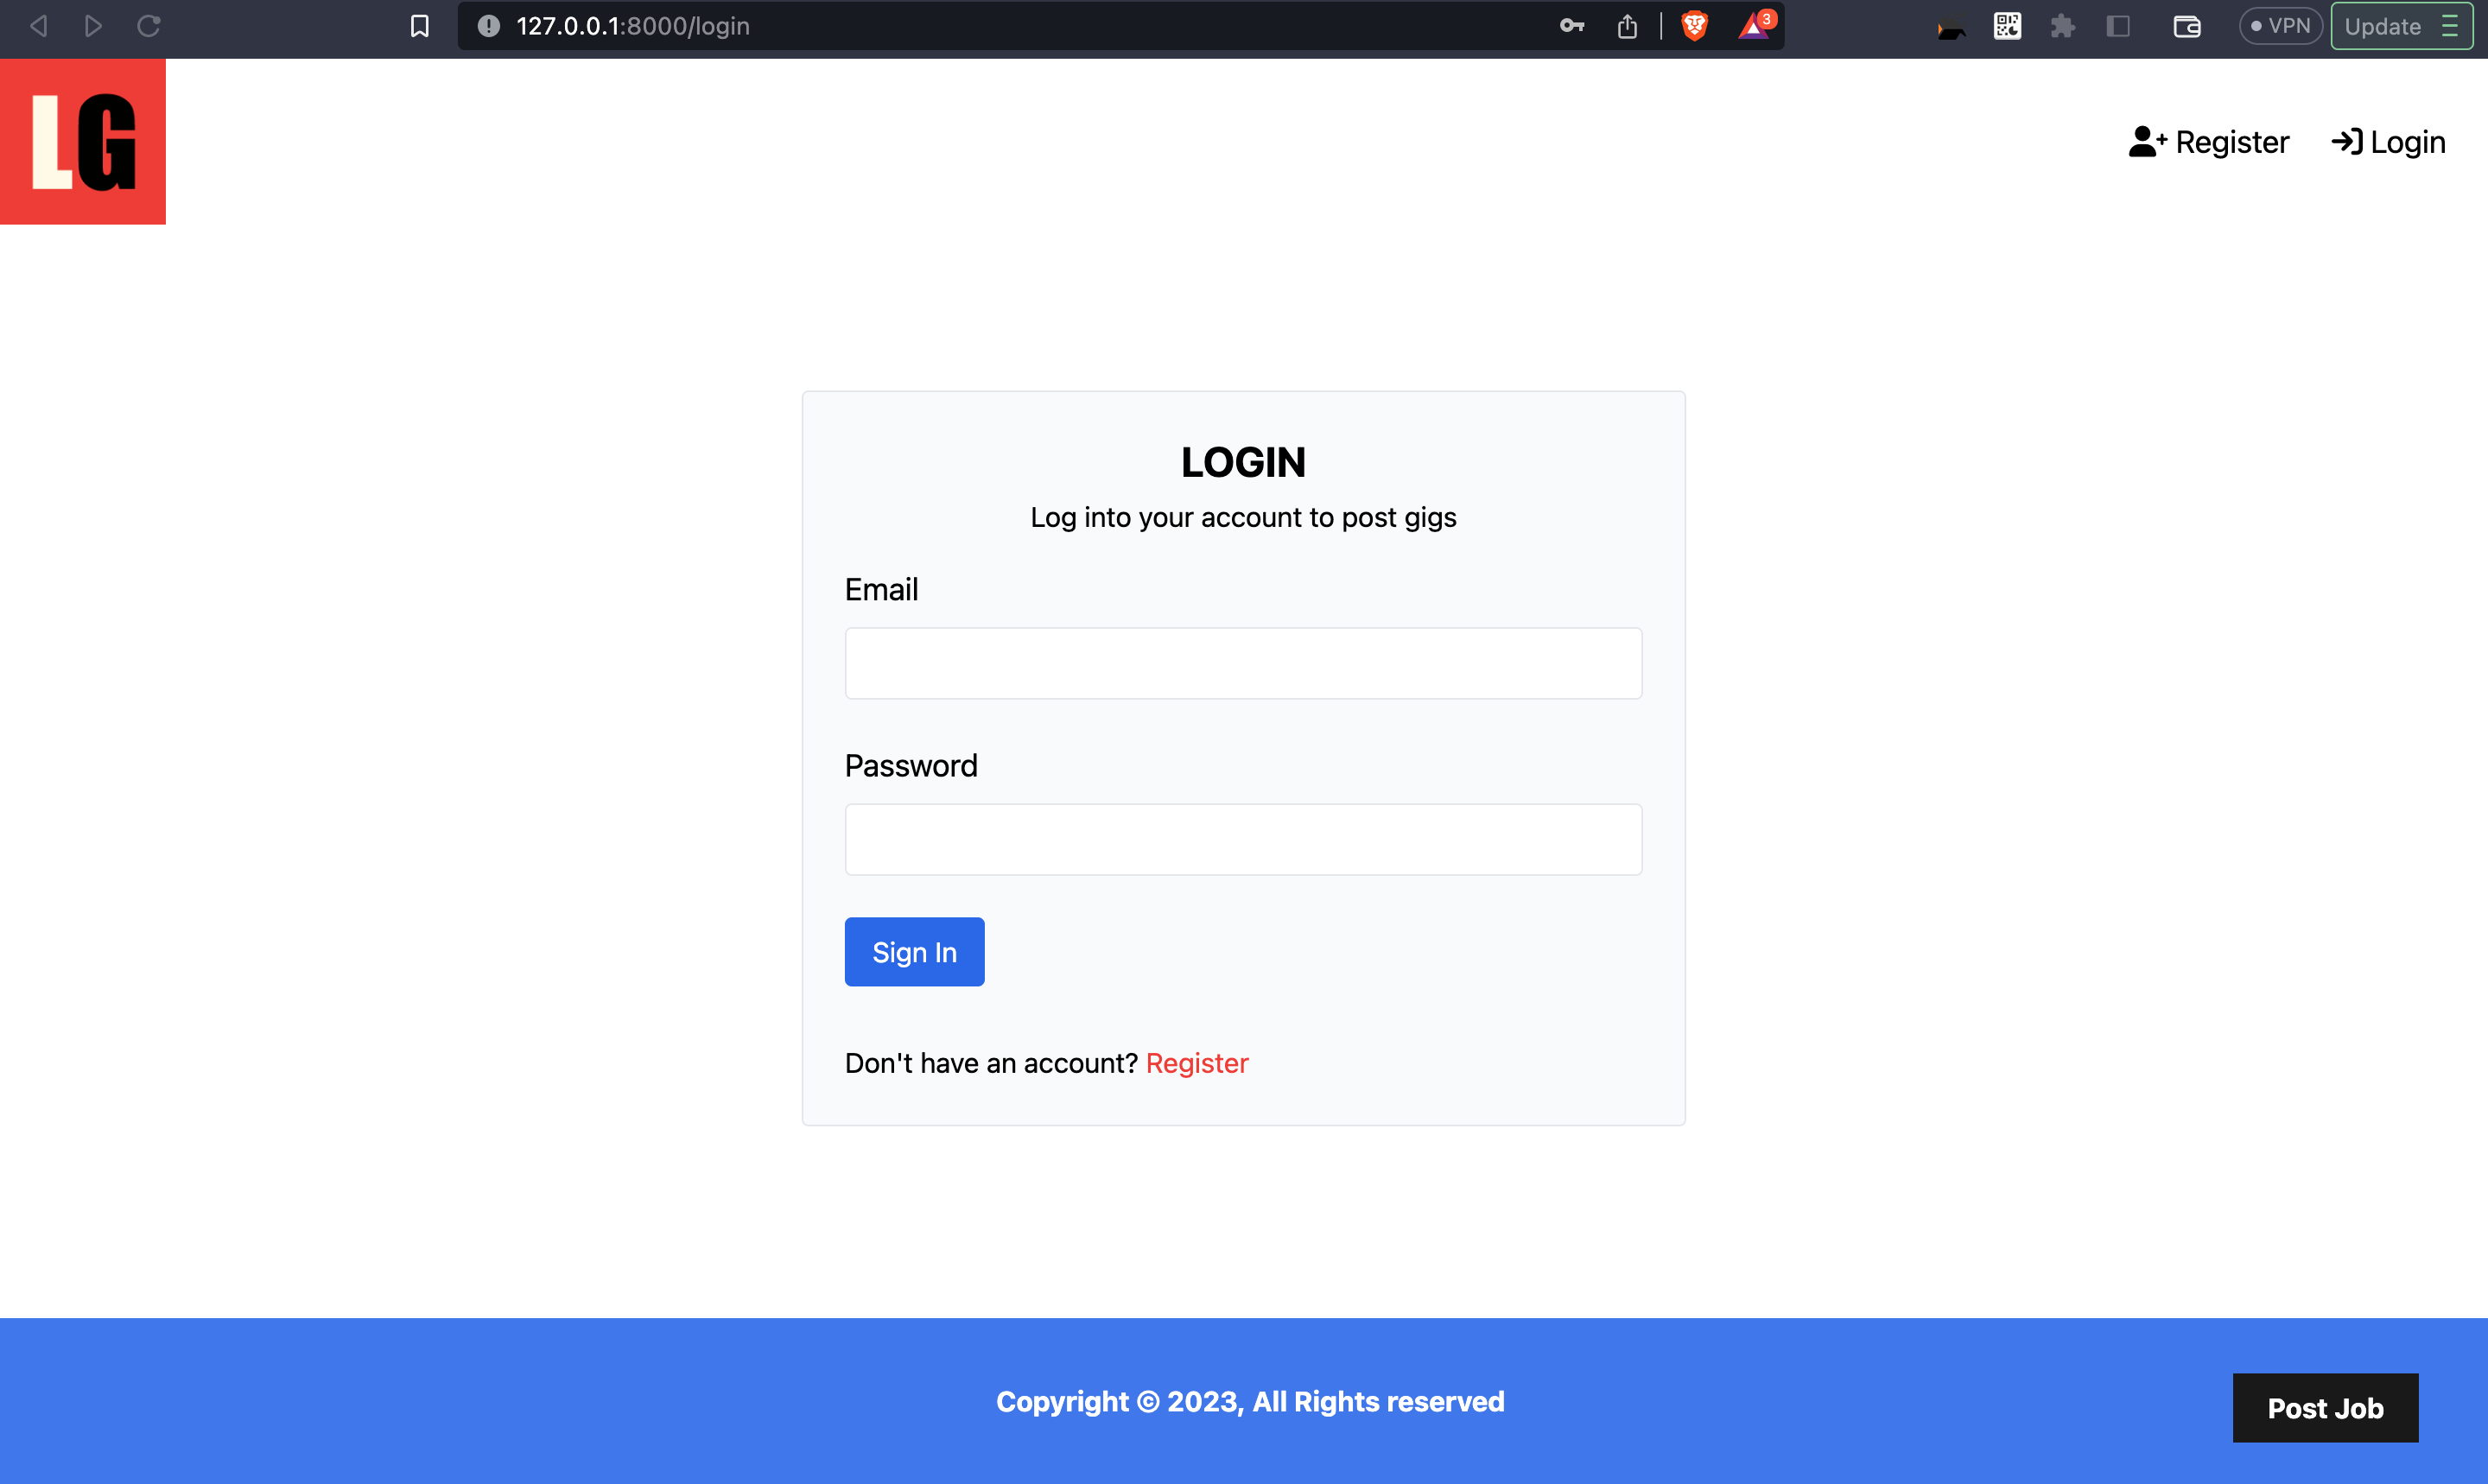 127.0.0.1:8000/login
3
VPN
Update
LG
Register
Login
LOGIN
Log into your account to post gigs
Email
Password
Sign In
Don't have an account? Register
Copyright © 2023, All Rights reserved
Post Job